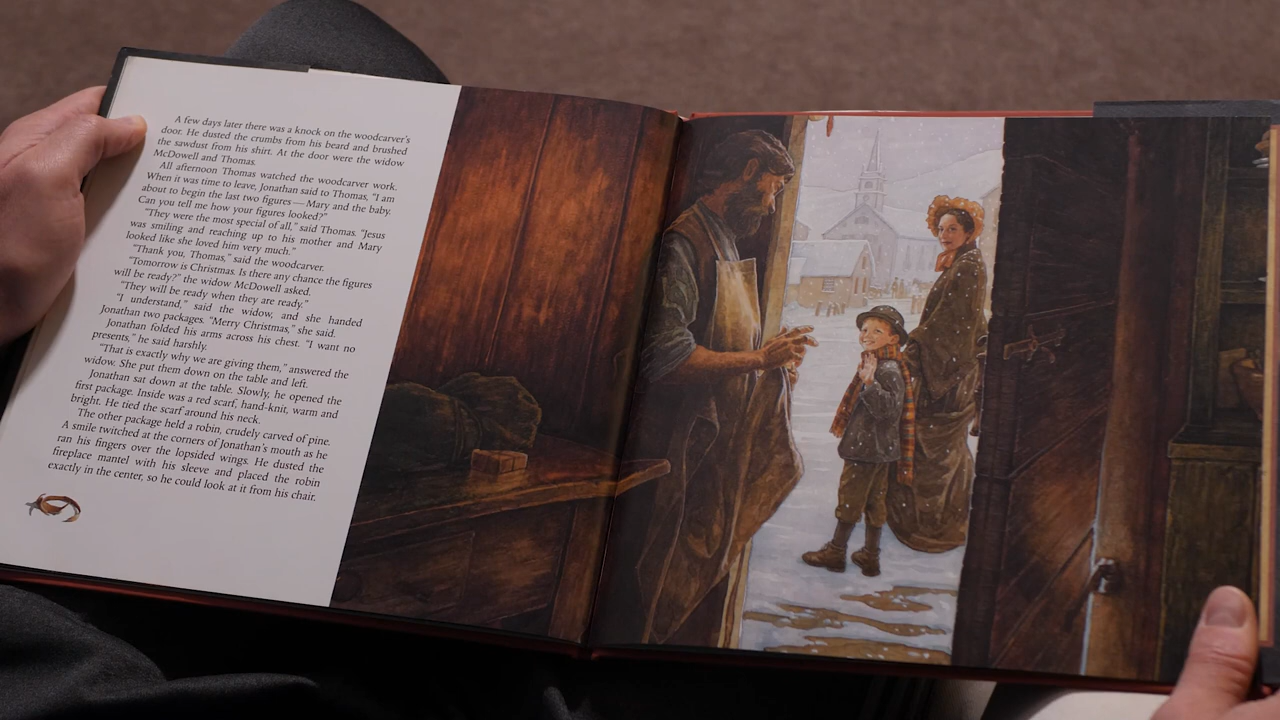 A few days later there was a knock on the woodcarver's
door. He dusted the crumbs from his beard and brushed
the sawdust from his shirt. At the door were the widow
McDowell and Thomas.
All afternoon Thomas watched the woodcarver work.
When it was time to leave, Jonathan said to Thomas, "I am
about to begin the last two figures—Mary and the baby.
Can you tell me how your figures looked?"
"They were the most special of all," said Thomas. "Jesus
was smiling and reaching up to his mother and Mary
looked like she loved him very much."
"Thank you, Thomas," said the woodcarver.
"Tomorrow is Christmas. Is there any chance the figures
will be ready?" the widow McDowell asked.
"They will be ready when they are ready."
"I understand," said the widow, and she handed
Jonathan two packages. "Merry Christmas," she said.
Jonathan folded his arms across his chest. "I want no
presents," he said harshly.
"That is exactly why we are giving them," answered the
widow. She put them down on the table and left.
Jonathan sat down at the table. Slowly, he opened the
first package. Inside was a red scarf, hand-knit, warm and
bright. He tied the scarf around his neck.
The other package held a robin, crudely carved of pine.
A smile twitched at the corners of Jonathan's mouth as he
ran his fingers over the lopsided wings. He dusted the
fireplace mantel with his sleeve and placed the robin
exactly in the center, so he could look at it from his chair.